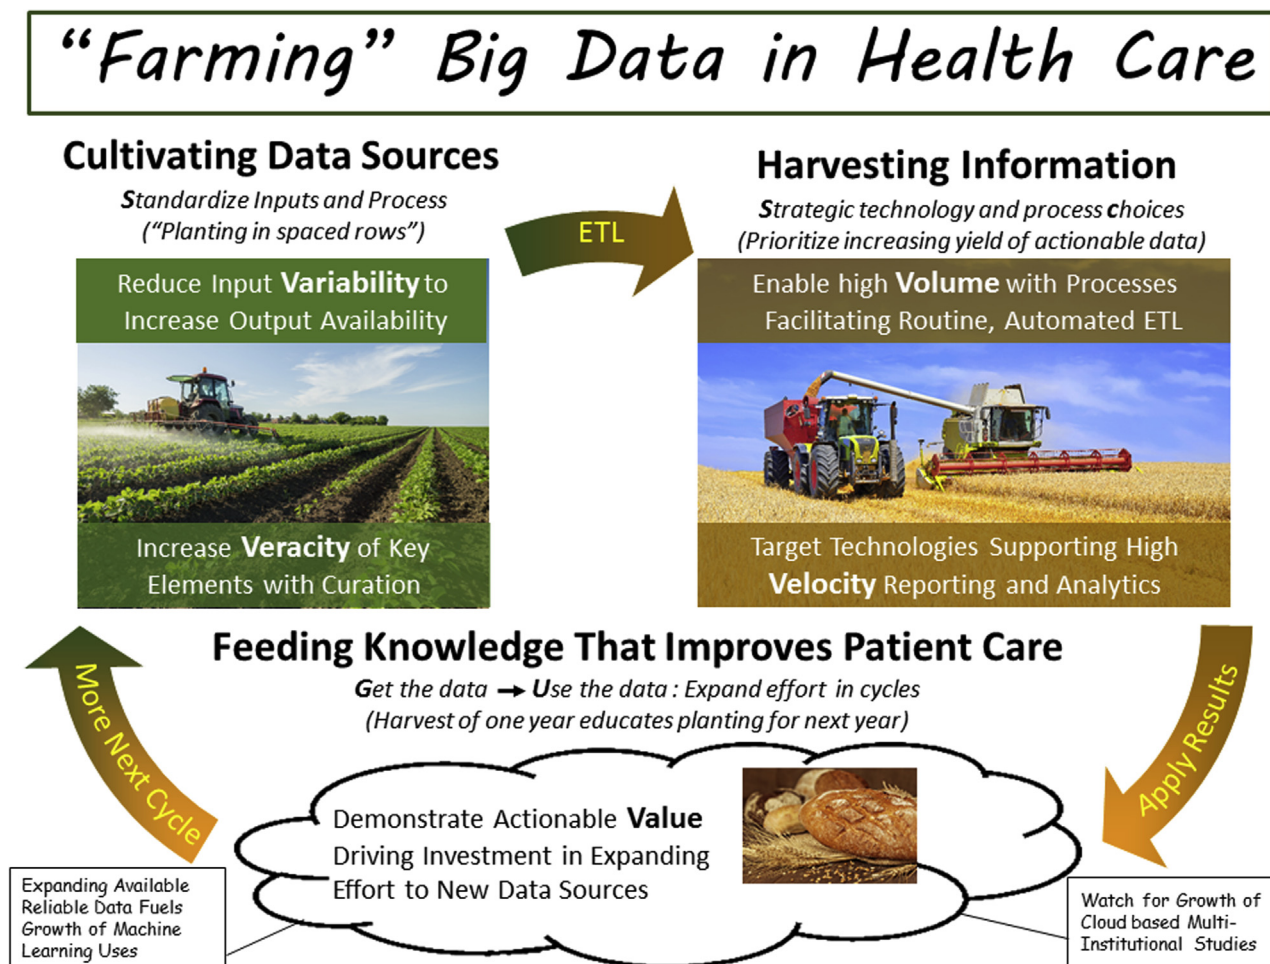 “Farming” Big Data in Health Care
Cultivating Data Sources
Standardize Inputs and Process
(“Planting in spaced rows”)
Reduce Input Variability to
Increase Output Availability
Increase Veracity of Key
Elements with Curation
ETL
Harvesting Information
Strategic technology and process choices
(Prioritize increasing yield of actionable data)
Enable high Volume with Processes
Facilitating Routine, Automated ETL
Target Technologies Supporting High
Velocity Reporting and Analytics
Apply Results
Feeding Knowledge That Improves Patient Care
Get the data → Use the data : Expand effort in cycles
(Harvest of one year educates planting for next year)
Demonstrate Actionable Value
Driving Investment in Expanding
Effort to New Data Sources
More Next Cycle
Expanding Available
Reliable Data Fuels
Growth of Machine
Learning Uses
Watch for Growth of
Cloud based Multi-
Institutional Studies